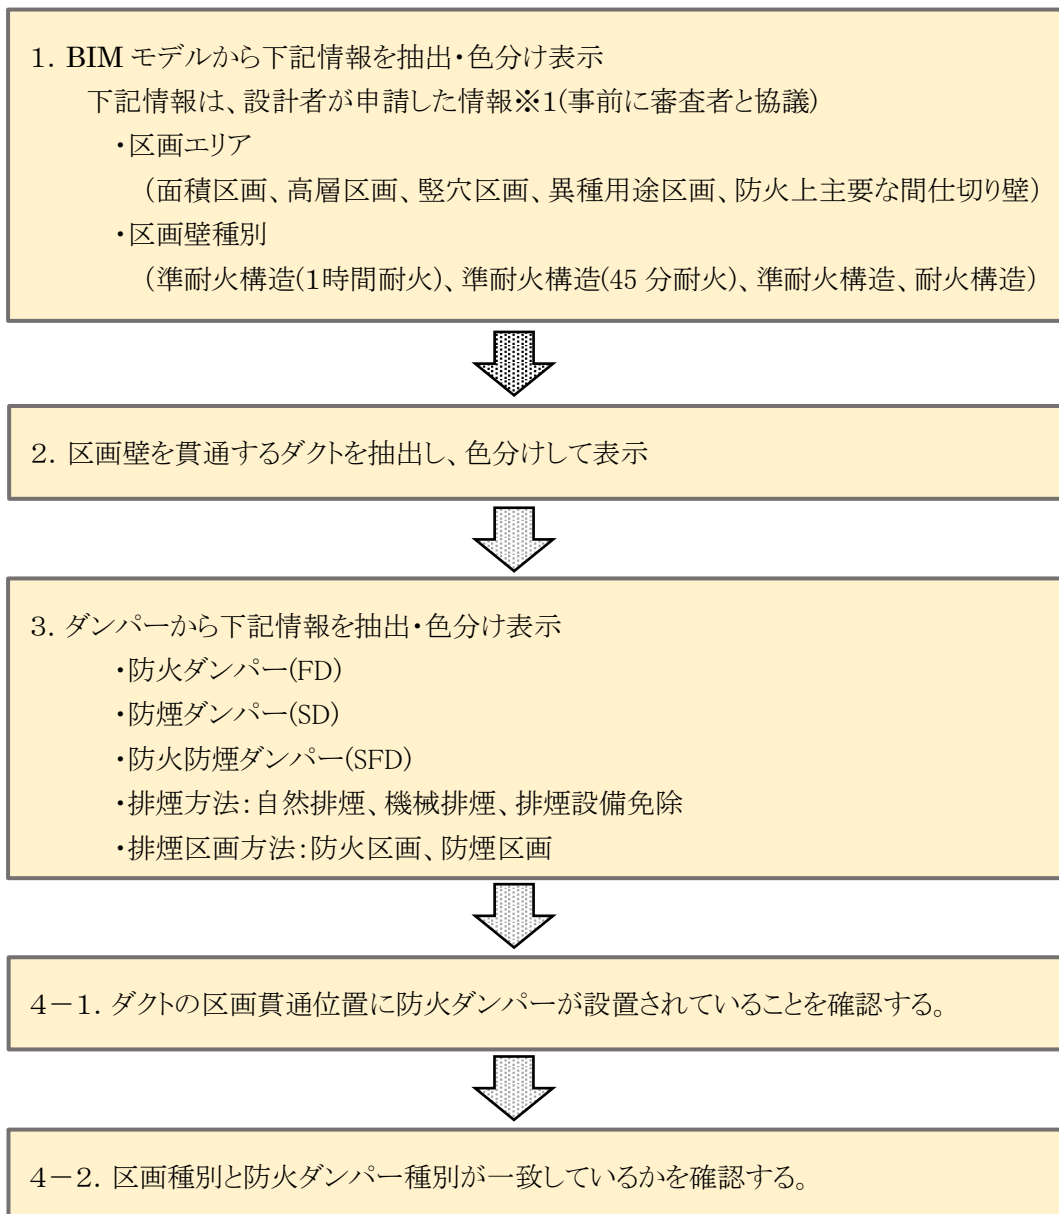 1. BIM モデルから下記情報を抽出・色分け表示
下記情報は、設計者が申請した情報※1(事前に審査者と協議)
・区画エリア
(面積区画、高層区画、竪穴区画、異種用途区画、防火上主要な間仕切り壁)
・区画壁種別
(準耐火構造(1時間耐火)、準耐火構造(45 分耐火)、準耐火構造、耐火構造)
2. 区画壁を貫通するダクトを抽出し、色分けして表示
3. ダンパーから下記情報を抽出・色分け表示
・防火ダンパー(FD)
・防煙ダンパー(SD)
・防火防煙ダンパー(SFD)
・排煙方法:自然排煙、機械排煙、排煙設備免除
・排煙区画方法:防火区画、防煙区画
4-1. ダクトの区画貫通位置に防火ダンパーが設置されていることを確認する。
4-2. 区画種別と防火ダンパー種別が一致しているかを確認する。